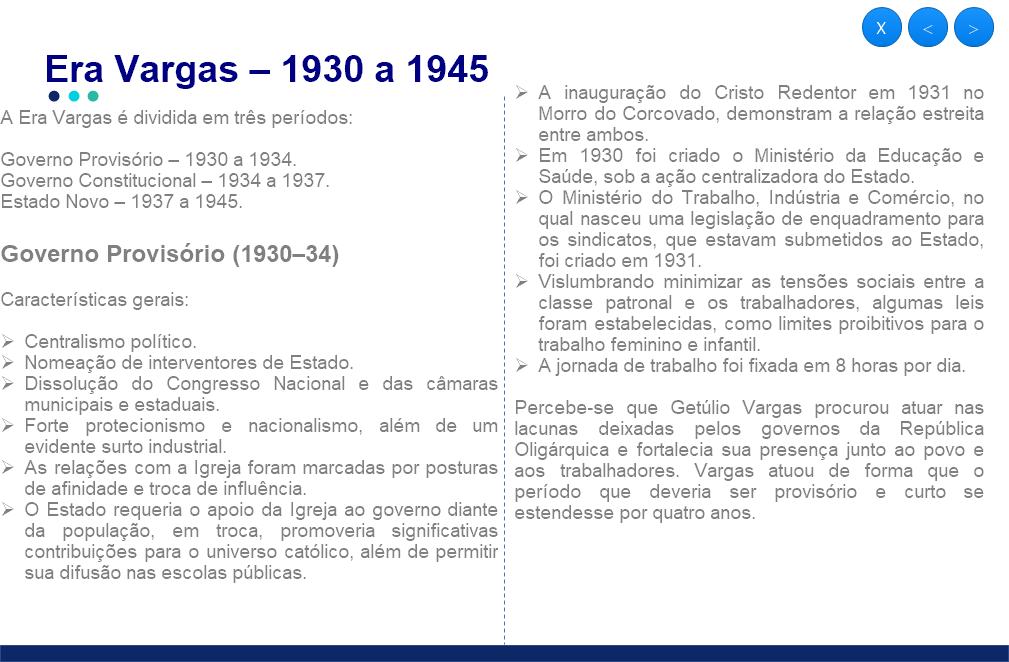 X < >
Era Vargas – 1930 a 1945
A Era Vargas é dividida em três períodos:
Governo Provisório – 1930 a 1934.
Governo Constitucional – 1934 a 1937.
Estado Novo – 1937 a 1945.
Governo Provisório (1930–34)
Características gerais:
➢ Centralismo político.
➢ Nomeação de interventores de Estado.
➢ Dissolução do Congresso Nacional e das câmaras
municipais e estaduais.
➢ Forte protecionismo e nacionalismo, além de um
evidente surto industrial.
➢ As relações com a Igreja foram marcadas por posturas
de afinidade e troca de influência.
➢ O Estado requeria o apoio da Igreja ao governo diante
da população, em troca, promoveria significativas
contribuições para o universo católico, além de permitir
sua difusão nas escolas públicas.
➢ A inauguração do Cristo Redentor em 1931 no
Morro do Corcovado, demonstram a relação estreita
entre ambos.
➢ Em 1930 foi criado o Ministério da Educação e
Saúde, sob a ação centralizadora do Estado.
➢ O Ministério do Trabalho, Indústria e Comércio, no
qual nasceu uma legislação de enquadramento para
os sindicatos, que estavam submetidos ao Estado,
foi criado em 1931.
➢ Vislumbrando minimizar as tensões sociais entre a
classe patronal e os trabalhadores, algumas leis
foram estabelecidas, como limites proibitivos para o
trabalho feminino e infantil.
➢ A jornada de trabalho foi fixada em 8 horas por dia.
Percebe-se que Getúlio Vargas procurou atuar nas
lacunas deixadas pelos governos da República
Oligárquica e fortalecia sua presença junto ao povo e
aos trabalhadores. Vargas atuou de forma que o
período que deveria ser provisório e curto se
estendesse por quatro anos.